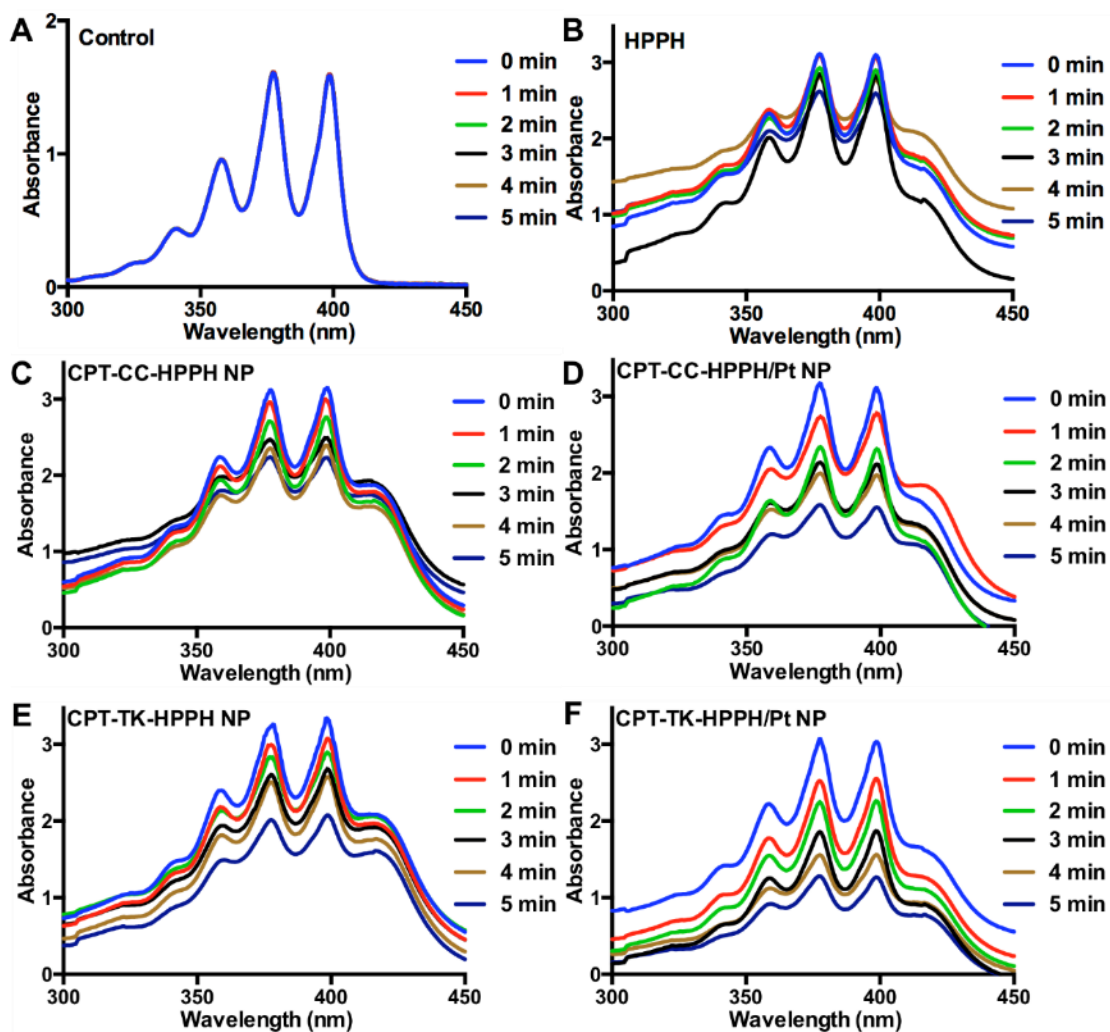 A
Control
2
1
0
Absorbance
300
350
400
450
Wavelength (nm)
0 min
1 min
2 min
3 min
4 min
5 min
B
HPPH
3
2
1
0
Absorbance
300
350
400
450
Wavelength (nm)
0 min
1 min
2 min
3 min
4 min
5 min
C
CPT-CC-HPPH NP
3
2
1
0
Absorbance
300
350
400
450
Wavelength (nm)
0 min
1 min
2 min
3 min
4 min
5 min
D
CPT-CC-HPPH/Pt NP
3
2
1
0
Absorbance
300
350
400
450
Wavelength (nm)
0 min
1 min
2 min
3 min
4 min
5 min
E
CPT-TK-HPPH NP
3
2
1
0
Absorbance
300
350
400
450
Wavelength (nm)
0 min
1 min
2 min
3 min
4 min
5 min
F
CPT-TK-HPPH/Pt NP
3
2
1
0
Absorbance
300
350
400
450
Wavelength (nm)
0 min
1 min
2 min
3 min
4 min
5 min